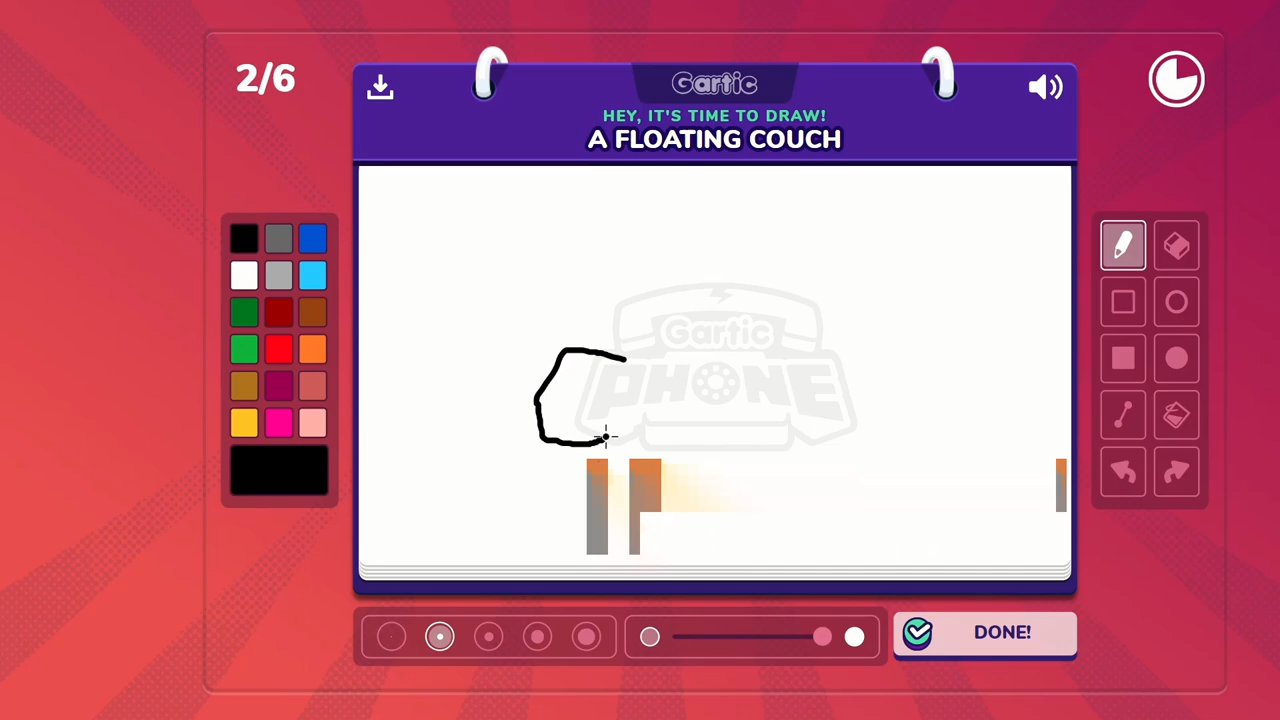 2/6
Gartic
HEY, IT'S TIME TO DRAW!
A FLOATING COUCH
Gartic
PHONE
DONE!